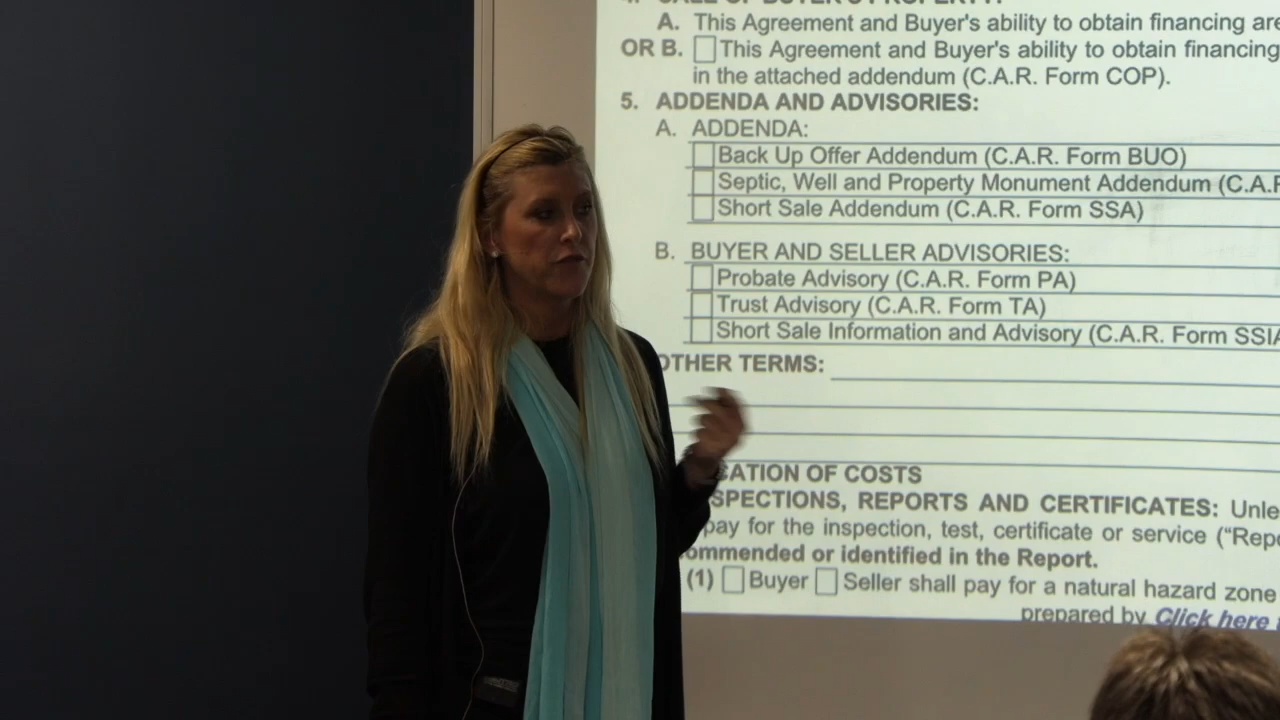 A. This Agreement and Buyer's ability to obtain financing are
OR B. This Agreement and Buyer's ability to obtain financing
in the attached addendum (C.A.R. Form COP).
5. ADDENDA AND ADVISORIES:
A. ADDENDA:
Back Up Offer Addendum (C.A.R. Form BUO)
Septic, Well and Property Monument Addendum (C.A.R
Short Sale Addendum (C.A.R. Form SSA)
B. BUYER AND SELLER ADVISORIES:
Probate Advisory (C.A.R. Form PA)
Trust Advisory (C.A.R. Form TA)
Short Sale Information and Advisory (C.A.R. Form SSIA
OTHER TERMS:
CATION OF COSTS
SPECTIONS, REPORTS AND CERTIFICATES: Unle
pay for the inspection, test, certificate or service ("Repo
ommended or identified in the Report.
(1) Buyer Seller shall pay for a natural hazard zone
prepared by Click here t